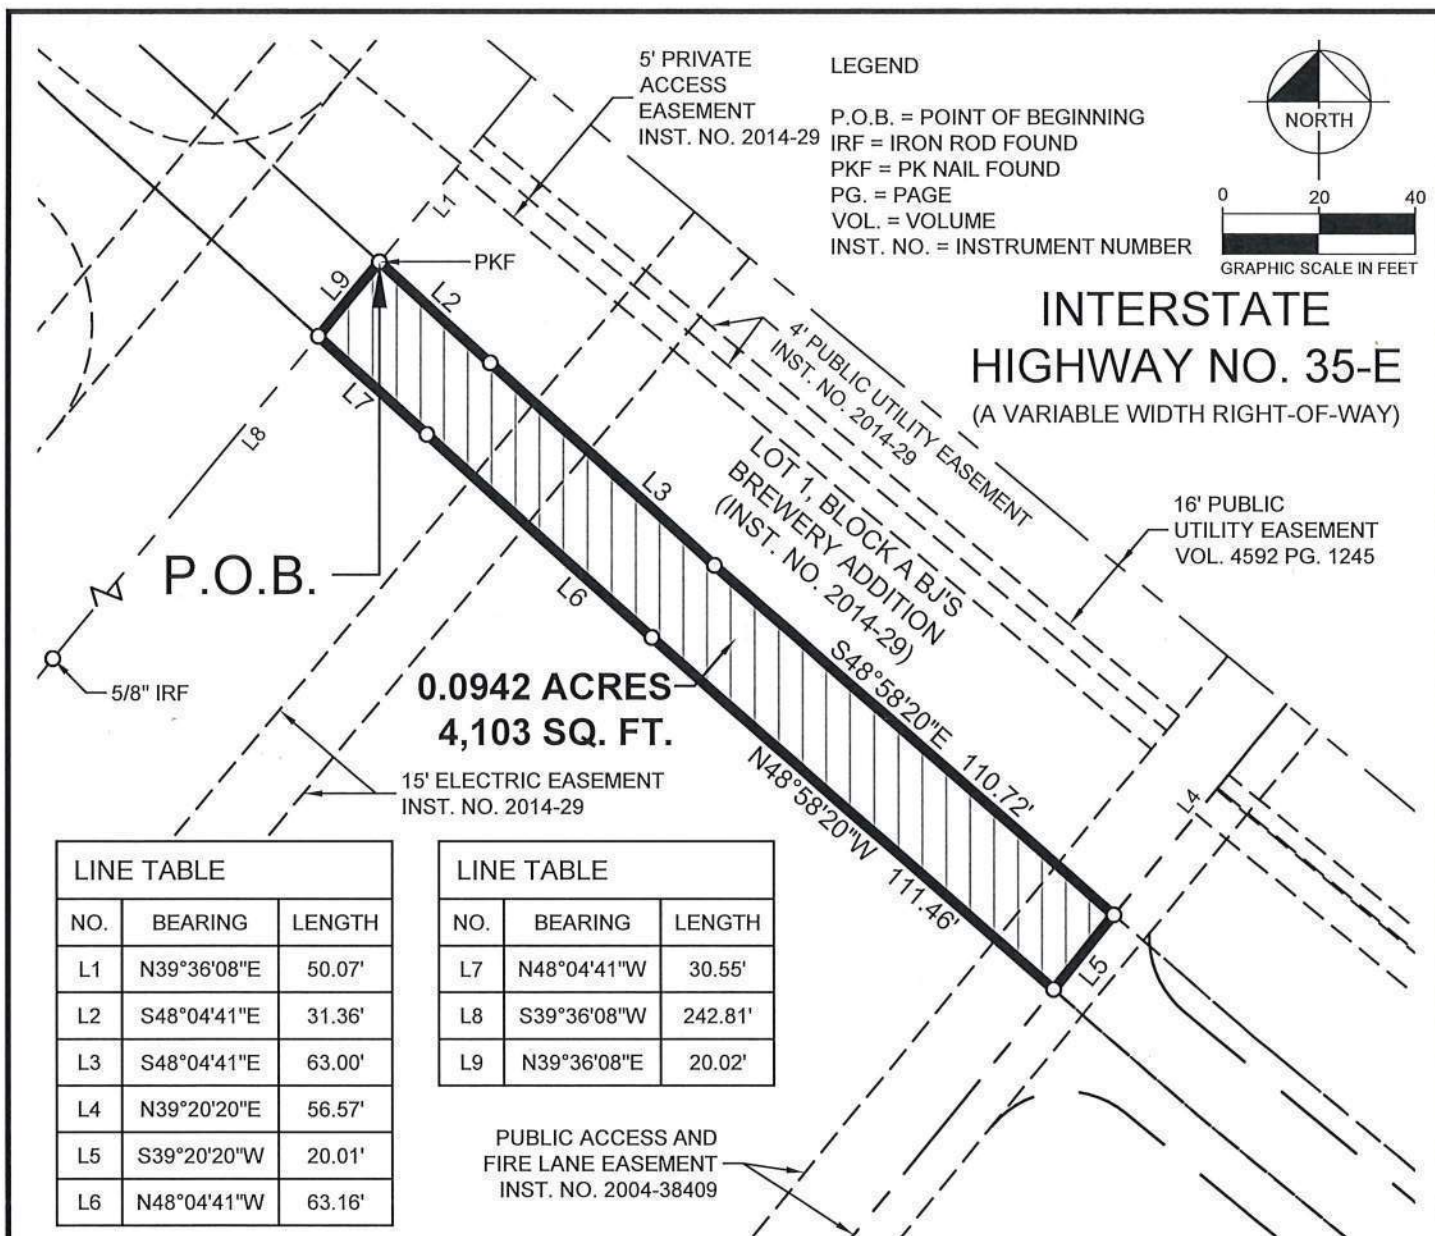 5' PRIVATE
ACCESS
EASEMENT
INST. NO. 2014-29
LEGEND
P.O.B. = POINT OF BEGINNING
IRF = IRON ROD FOUND
PKF = PK NAIL FOUND
PG. = PAGE
VOL. = VOLUME
INST. NO. = INSTRUMENT NUMBER
NORTH
0 20 40
GRAPHIC SCALE IN FEET
INTERSTATE
HIGHWAY NO. 35-E
(A VARIABLE WIDTH RIGHT-OF-WAY)
L1
PKF
L9
L2
4' PUBLIC UTILITY EASEMENT
INST. NO. 2014-29
L7
L8
L3
LOT 1, BLOCK A BJ'S
BREWERY ADDITION
(INST. NO. 2014-29)
16' PUBLIC
UTILITY EASEMENT
VOL. 4592 PG. 1245
P.O.B.
L6
5/8" IRF
0.0942 ACRES
4,103 SQ. FT.
S48°58'20"E 110.72'
N48°58'20"W 111.46'
15' ELECTRIC EASEMENT
INST. NO. 2014-29
L4
L5
LINE TABLE
NO. BEARING LENGTH
L1 N39°36'08"E 50.07'
L2 S48°04'41"E 31.36'
L3 S48°04'41"E 63.00'
L4 N39°20'20"E 56.57'
L5 S39°20'20"W 20.01'
L6 N48°04'41"W 63.16'
LINE TABLE
NO. BEARING LENGTH
L7 N48°04'41"W 30.55'
L8 S39°36'08"W 242.81'
L9 N39°36'08"E 20.02'
PUBLIC ACCESS AND
FIRE LANE EASEMENT
INST. NO. 2004-38409